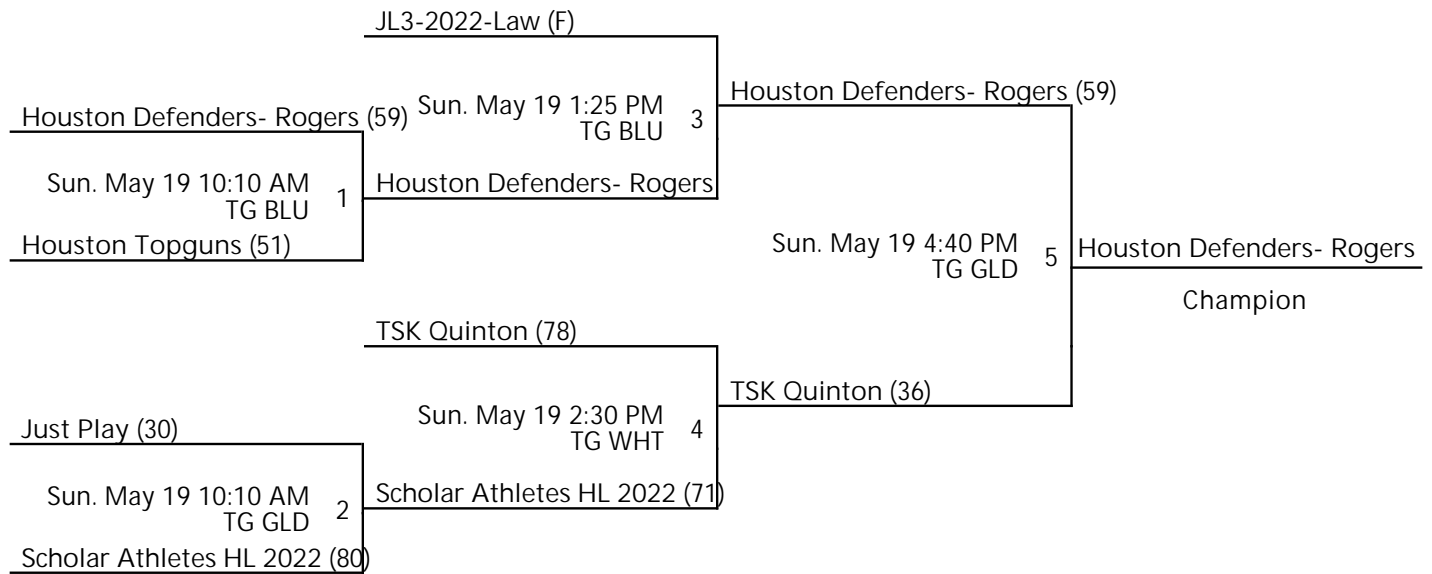 JL3-2022-Law (F)
Houston Defenders- Rogers (59)
Sun. May 19 1:25 PM
TG BLU
3
Houston Defenders- Rogers (59)
Sun. May 19 10:10 AM
TG BLU
1
Houston Defenders- Rogers
Houston Topguns (51)
Sun. May 19 4:40 PM
TG GLD
5
Houston Defenders- Rogers
Champion
TSK Quinton (78)
TSK Quinton (36)
Sun. May 19 2:30 PM
TG WHT
4
Just Play (30)
Sun. May 19 10:10 AM
TG GLD
2
Scholar Athletes HL 2022 (71)
Scholar Athletes HL 2022 (80)